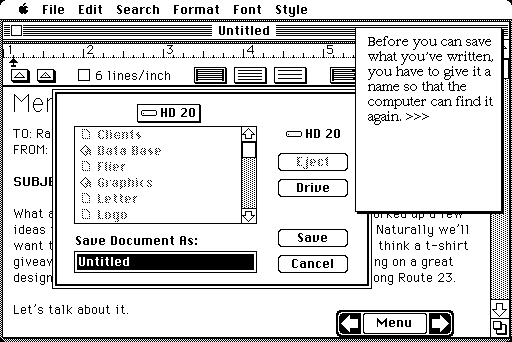 File Edit Search Format Font Style
Untitled
1 2 3 4 5
6 lines/inch
Before you can save
what you've written,
you have to give it a
name so that the
computer can find it
again. >>>
HD 20
Clients
Data Base
Flier
Graphics
Letter
Logo
HD 20
Eject
Drive
Save Document As:
Untitled
Save
Cancel
TO: Ra
FROM:
SUBJE
What a
ideas
want t
giveaw
design
orked up a few
Naturally we'll
think a t-shirt
ng on a great
ong Route 23.
Let's talk about it.
Menu